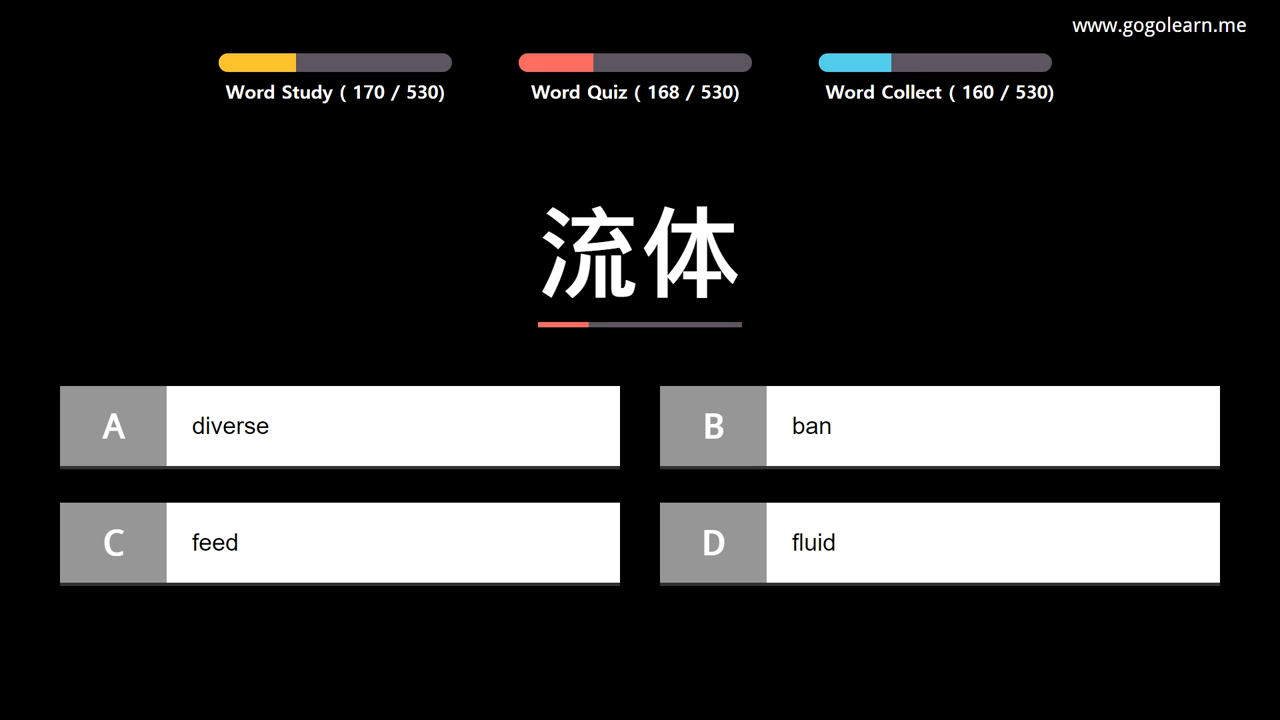 www.gogolearn.me
Word Study ( 170 / 530)
Word Quiz ( 168 / 530)
Word Collect ( 160 / 530)
流体
A diverse
B ban
C feed
D fluid